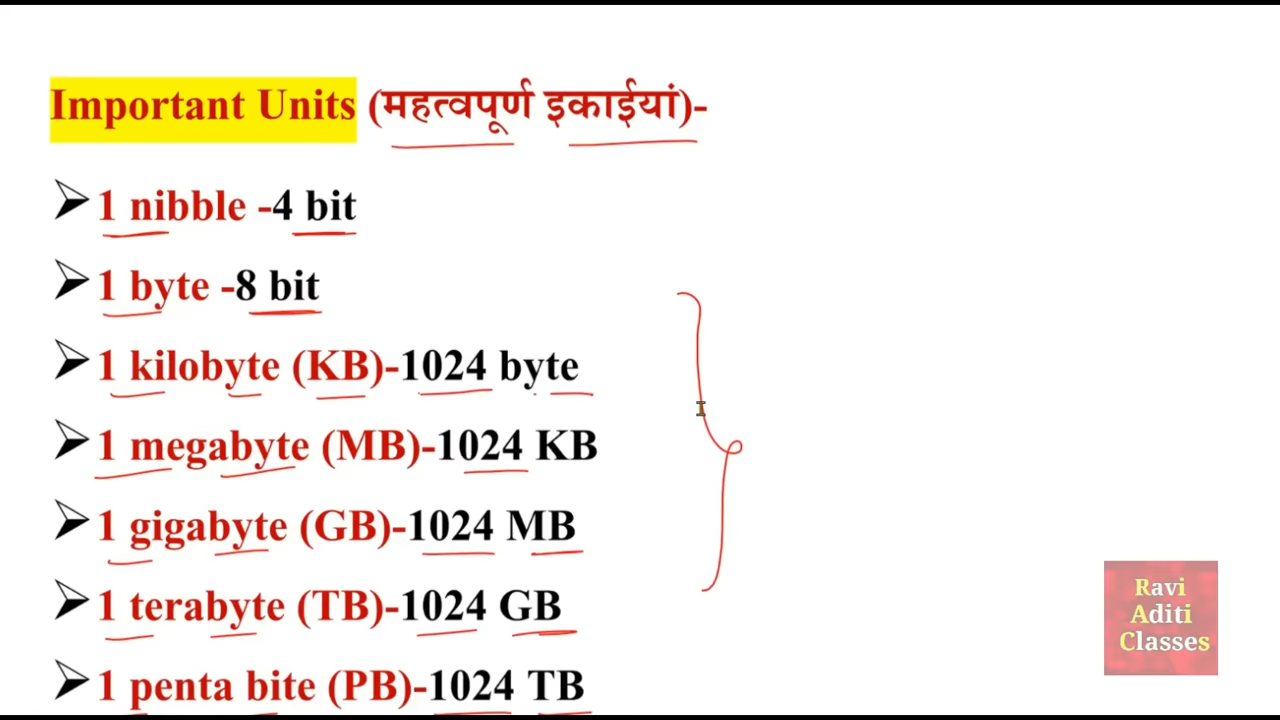 Important Units (महत्वपूर्ण इकाईयां)-
➤1 nibble -4 bit
➤1 byte -8 bit
➤1 kilobyte (KB)-1024 byte
➤1 megabyte (MB)-1024 KB
➤1 gigabyte (GB)-1024 MB
➤1 terabyte (TB)-1024 GB
➤1 penta bite (PB)-1024 TB
Ravi
Aditi
Classes